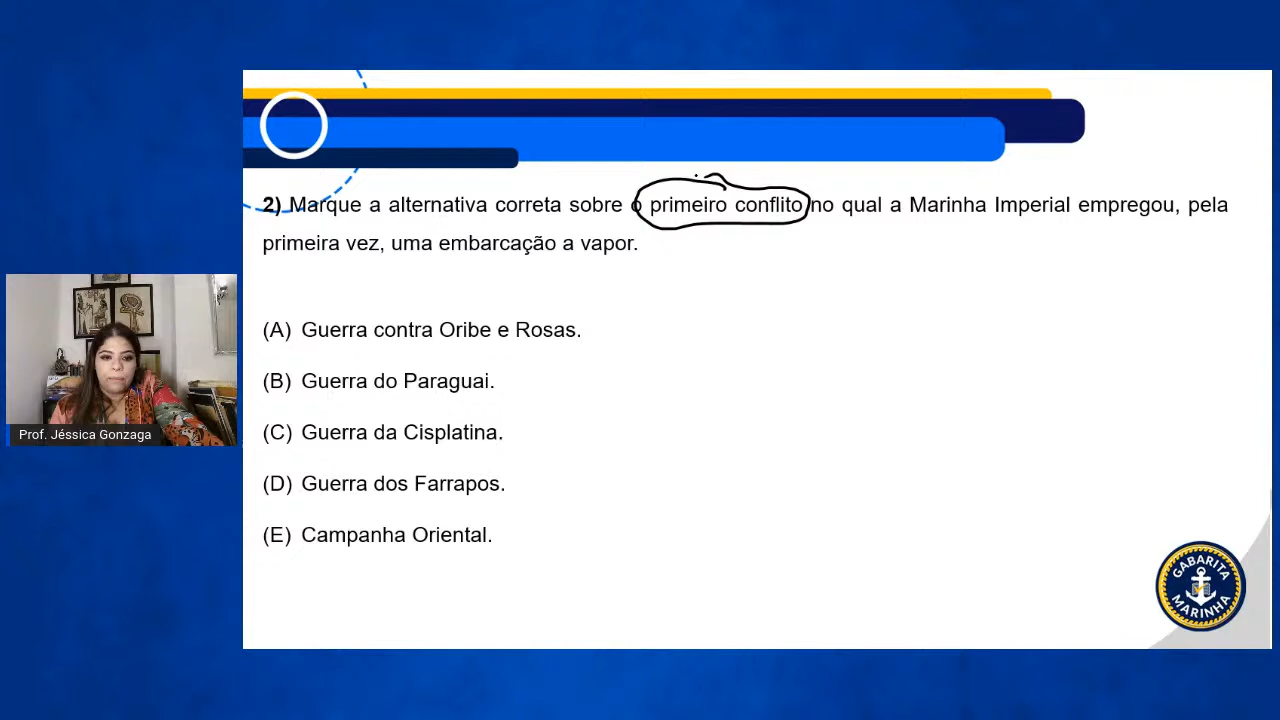 2) Marque a alternativa correta sobre o primeiro conflito no qual a Marinha Imperial empregou, pela
primeira vez, uma embarcação a vapor.
(A) Guerra contra Oribe e Rosas.
(B) Guerra do Paraguai.
(C) Guerra da Cisplatina.
(D) Guerra dos Farrapos.
(E) Campanha Oriental.
Prof. Jéssica Gonzaga
GABARITA
MARINHA